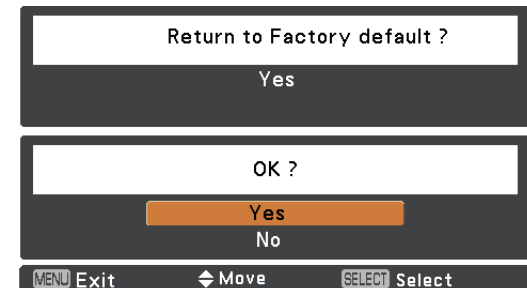 Return to Factory default ?
Yes
OK ?
Yes
No
MENU Exit Move SELECT Select